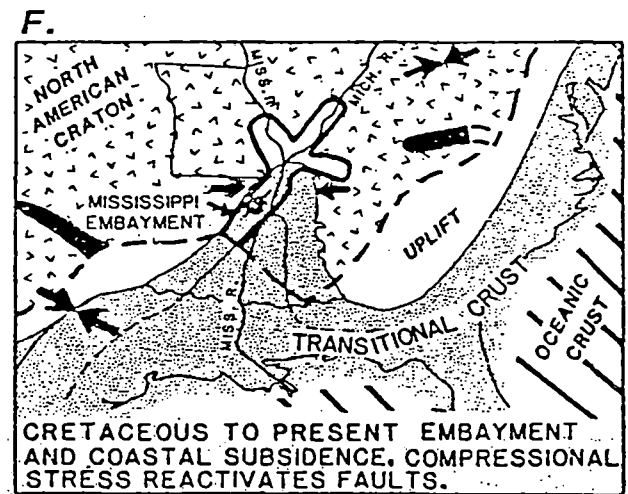 F.
NORTH
AMERICAN
CRATON
MISS. R.
MICH. R.
MISSISSIPPI
EMBAYMENT
UPLIFT
MISS. R.
TRANSITIONAL CRUST
OCEANIC
CRUST
CRETACEOUS TO PRESENT EMBAYMENT
AND COASTAL SUBSIDENCE. COMPRESSIONAL
STRESS REACTIVATES FAULTS.